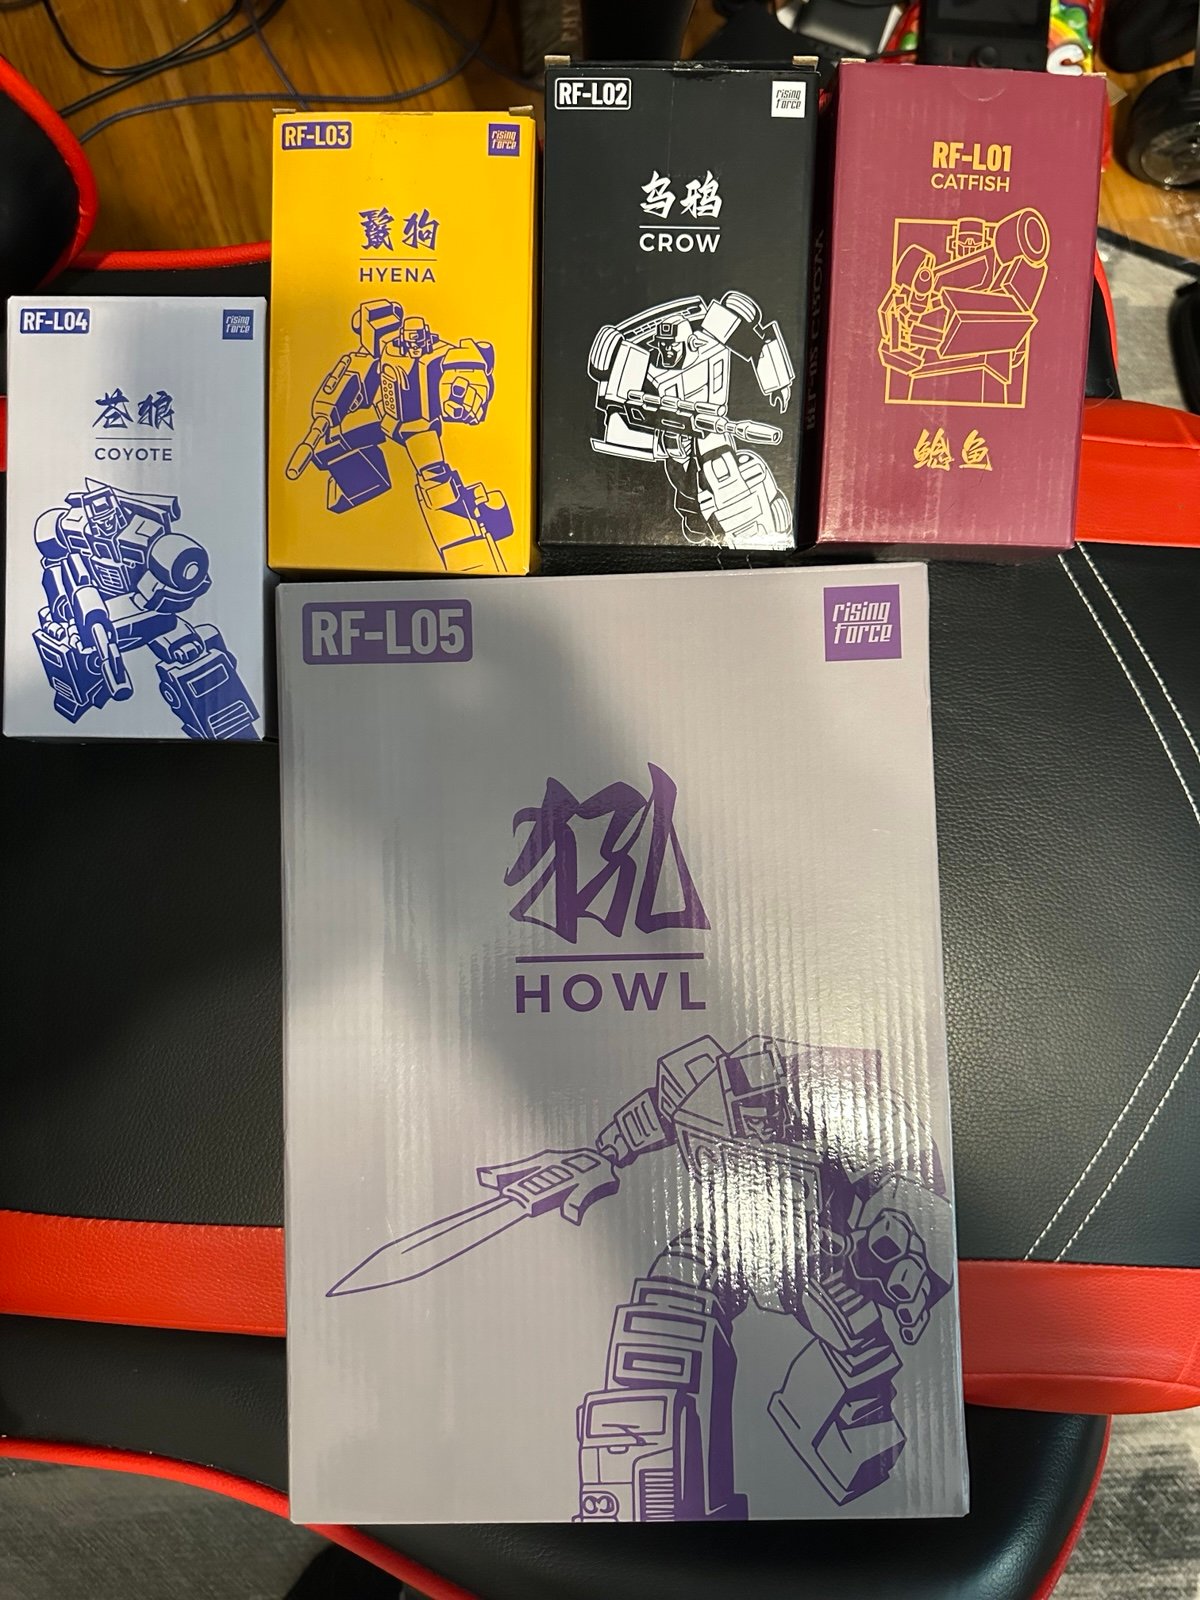 RF-L04
rising
force
苍狼
COYOTE
RF-L03
rising
force
鬣狗
HYENA
RF-L02
rising
force
乌鸦
CROW
RF-L01
CATFISH
鲶鱼
RF-L05
rising
force
吼
HOWL